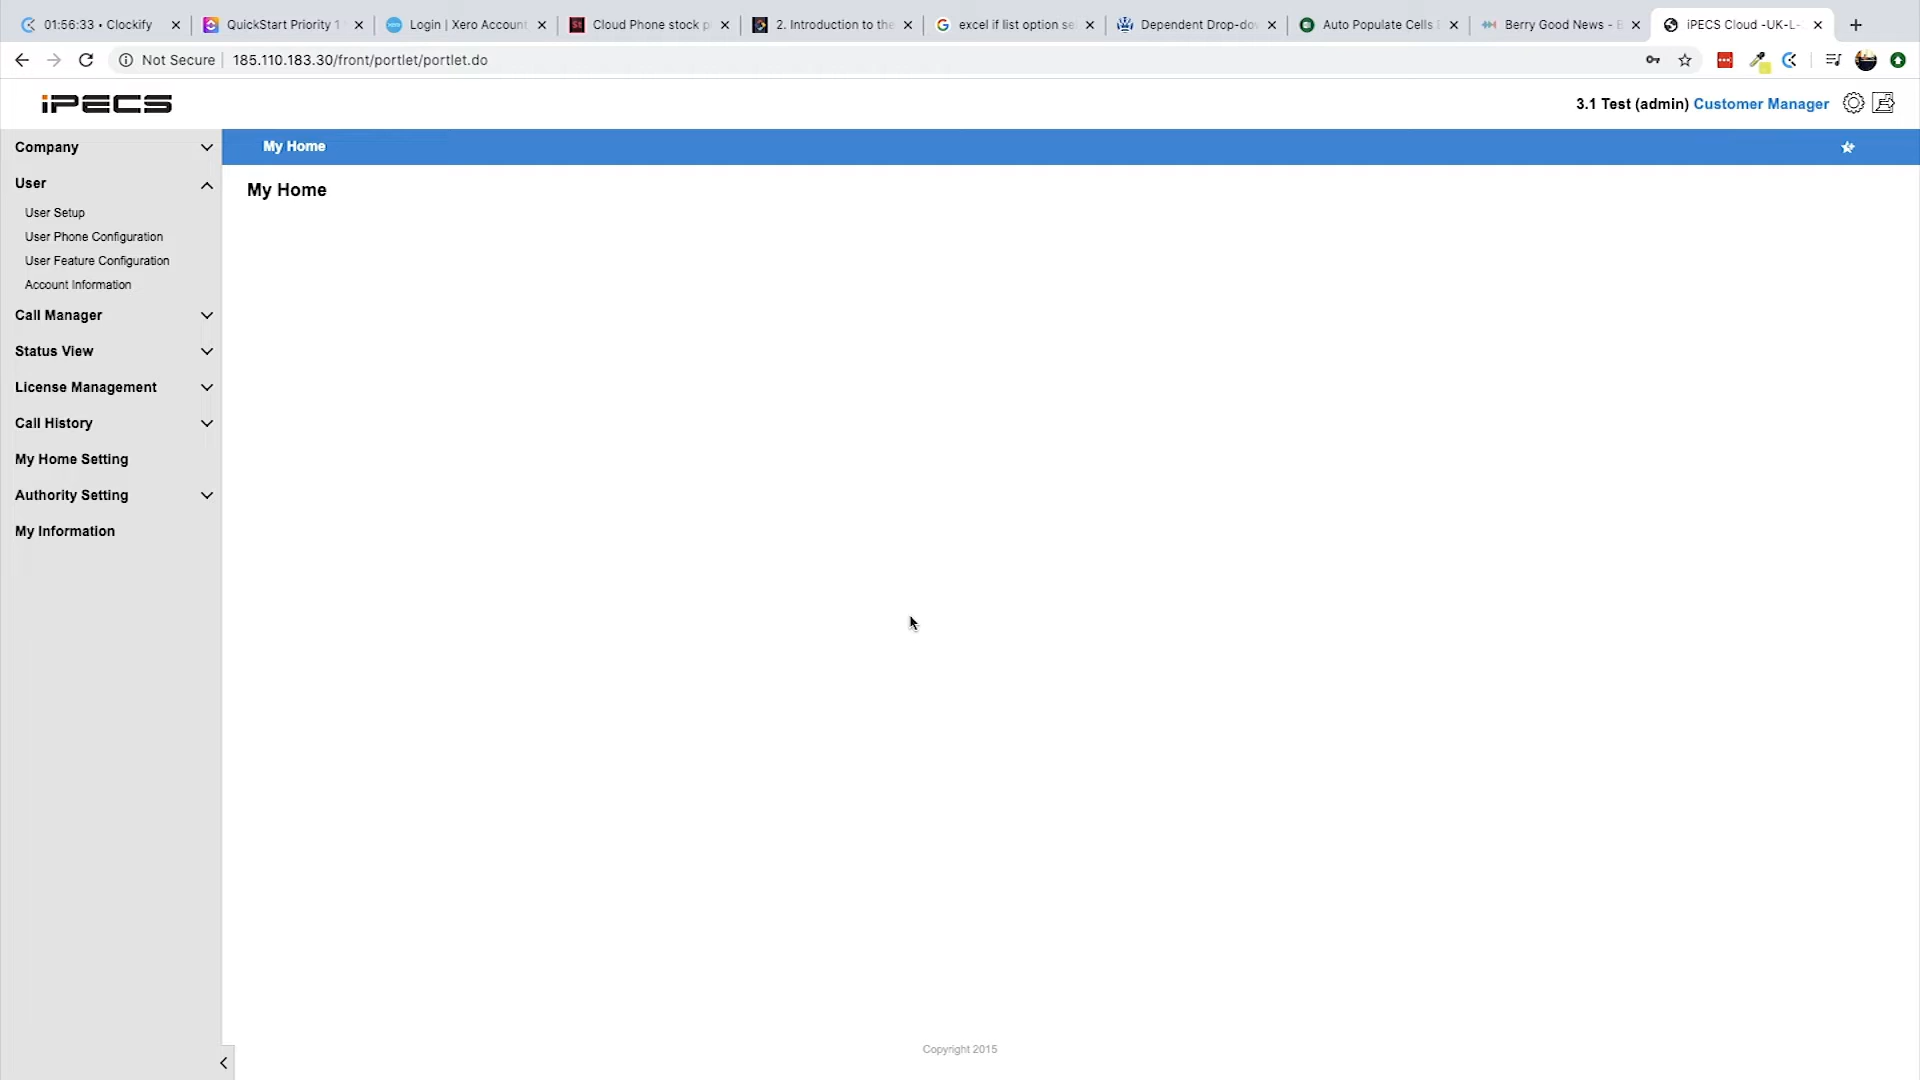 01:56:33 • Clockify
QuickStart Priority 1
Login | Xero Account
Cloud Phone stock p
2. Introduction to the
excel if list option se
Dependent Drop-do
Auto Populate Cells
Berry Good News -
iPECS Cloud -UK-L-
Not Secure
185.110.183.30/front/portlet/portlet.do
iPECS
3.1 Test (admin) Customer Manager
Company
User
User Setup
User Phone Configuration
User Feature Configuration
Account Information
Call Manager
Status View
License Management
Call History
My Home Setting
Authority Setting
My Information
My Home
My Home
Copyright 2015